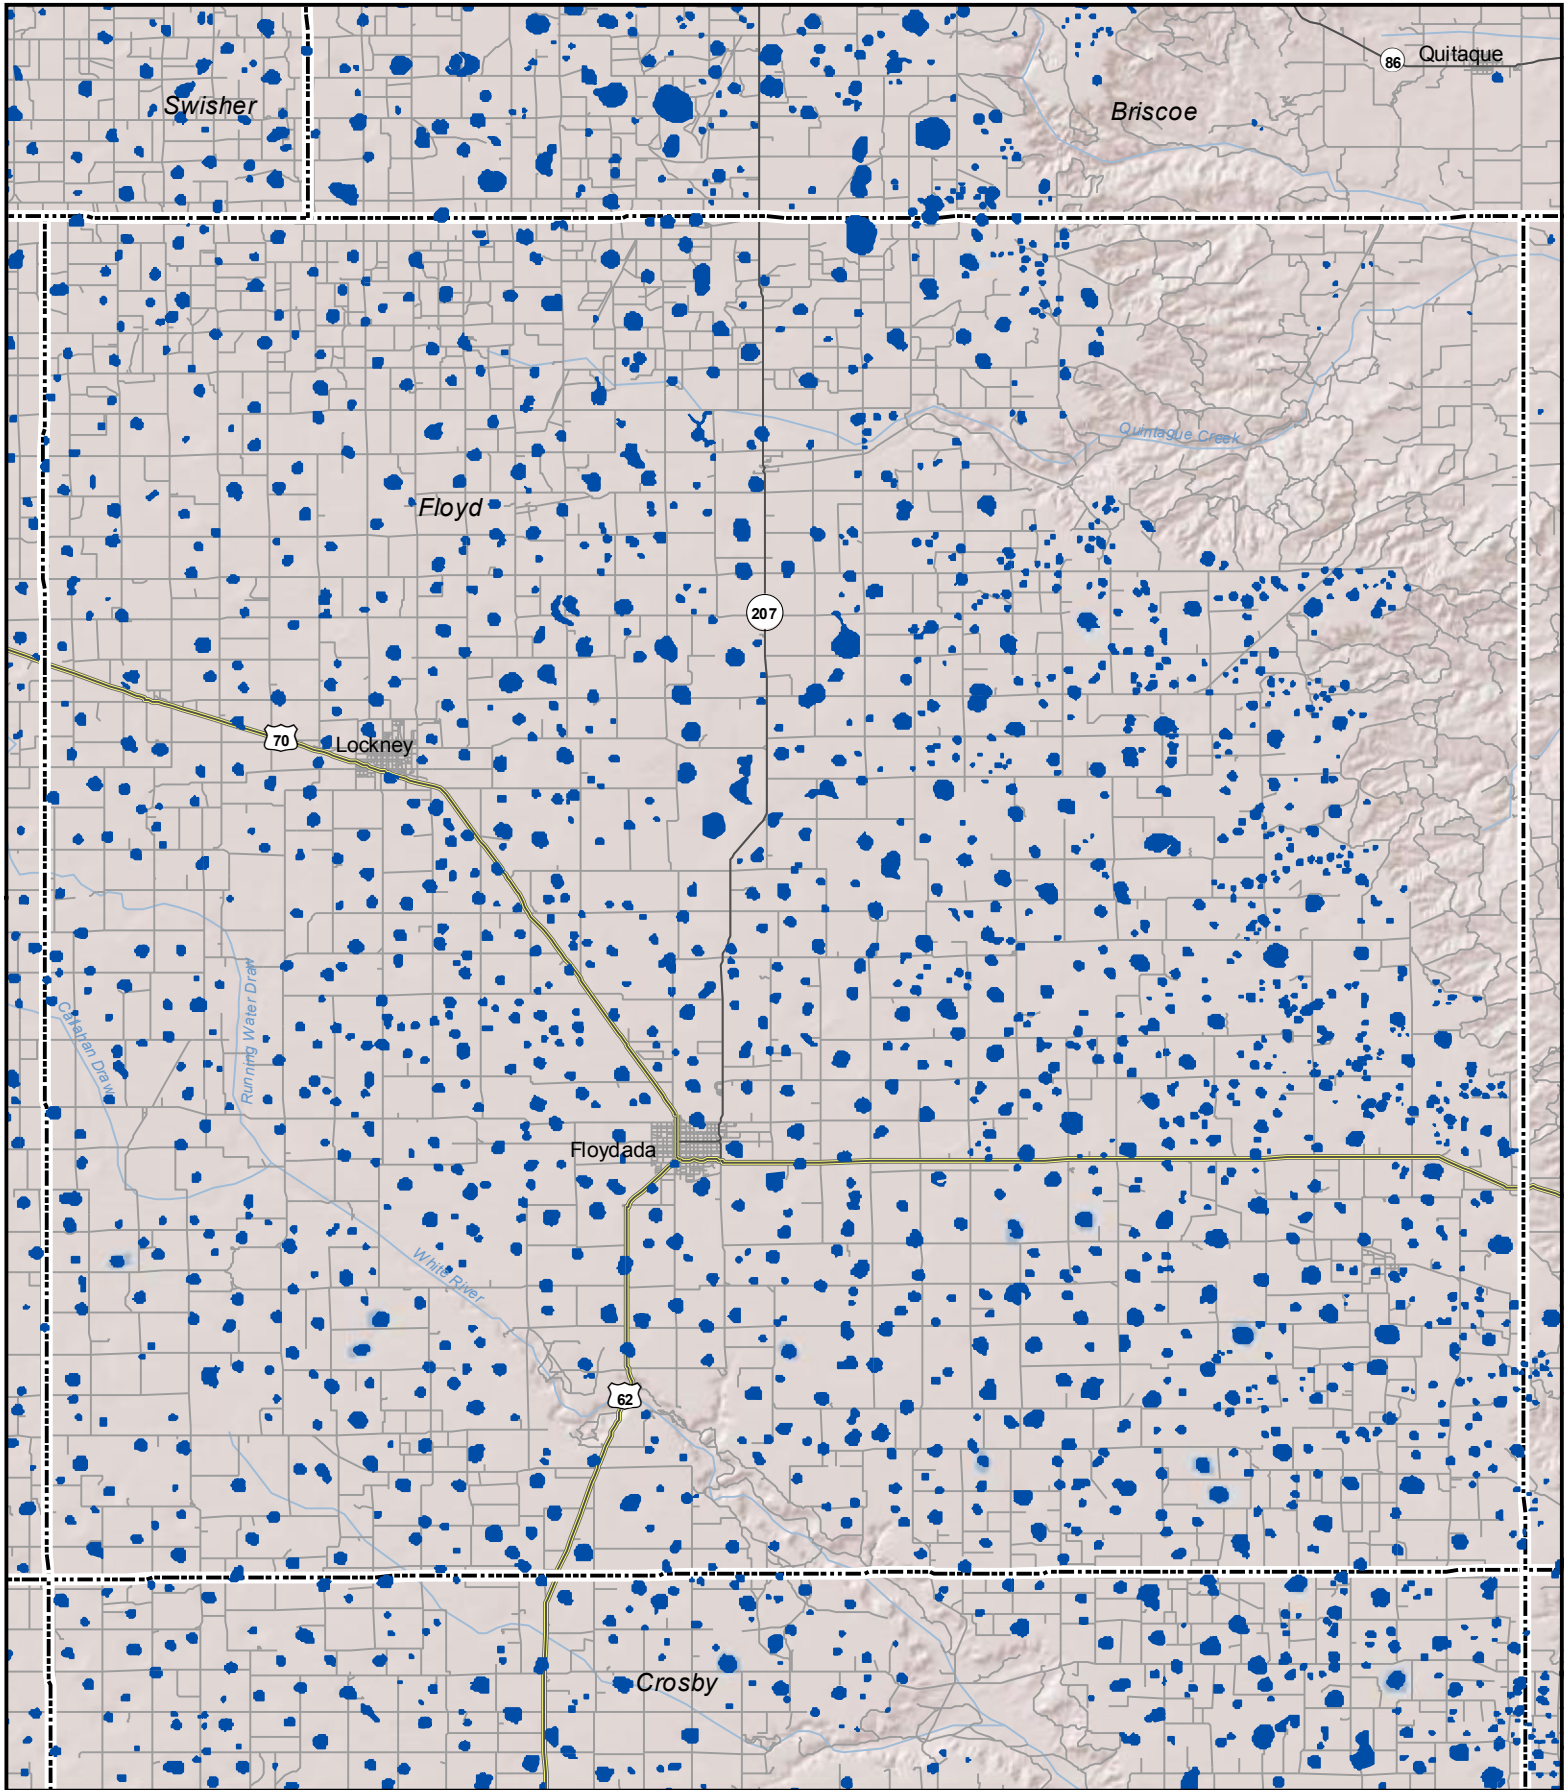 86
Quitaque
Swisher
Briscoe
Quintague Creek
Floyd
207
70
Lockney
Running Water Draw
Callahan Draw
Floydada
White River
62
Crosby